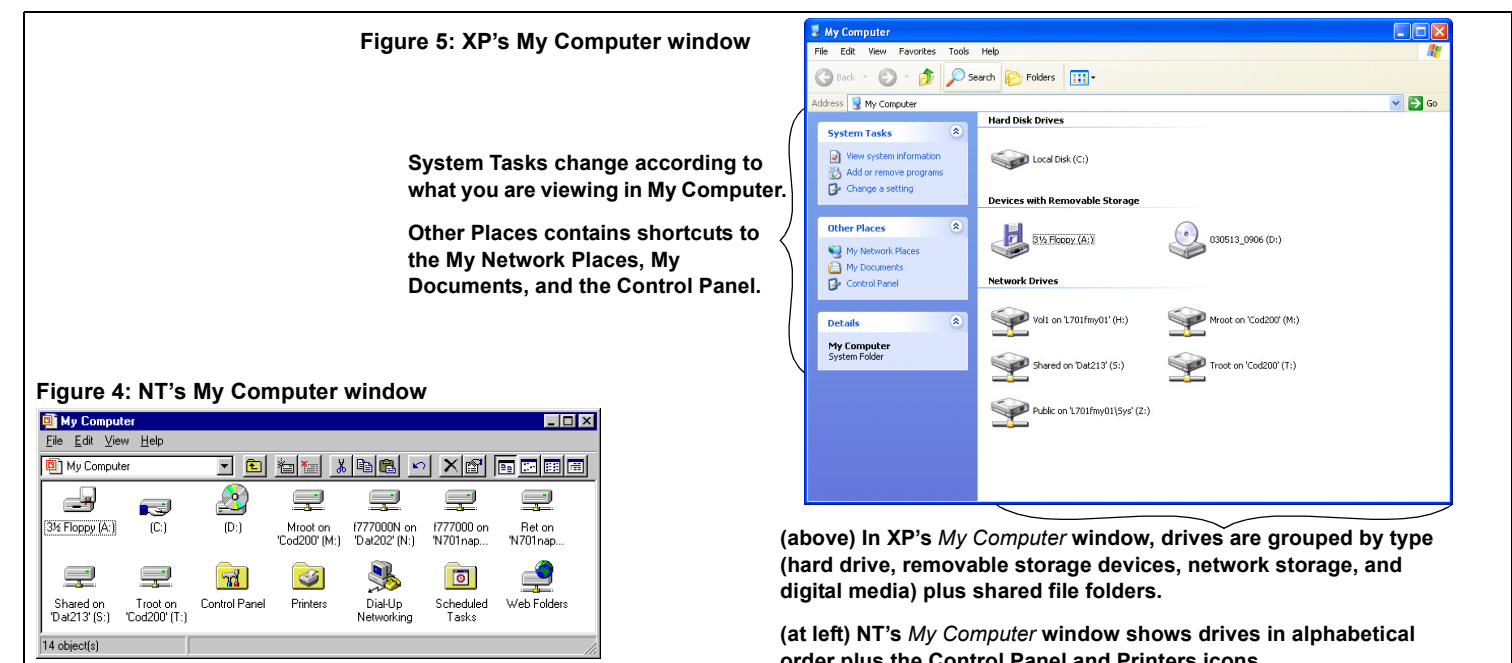 Figure 5: XP's My Computer window
System Tasks change according to
what you are viewing in My Computer.
Other Places contains shortcuts to
the My Network Places, My
Documents, and the Control Panel.
My Computer
File Edit View Favorites Tools Help
Back Search Folders
Address My Computer Go
System Tasks
View system information
Add or remove programs
Change a setting
Other Places
My Network Places
My Documents
Control Panel
Details
My Computer
System Folder
Hard Disk Drives
Local Disk (C:)
Devices with Removable Storage
3½ Floppy (A:) 030513_0906 (D:)
Network Drives
Vol1 on 'L701fmy01' (H:) Mroot on 'Cod200' (M:)
Shared on 'Dat213' (S:) Troot on 'Cod200' (T:)
Public on 'L701fmy01\Sys' (Z:)
Figure 4: NT's My Computer window
My Computer
File Edit View Help
My Computer
3½ Floppy (A:) (C:) (D:) Mroot on f777000N on f777000 on Ret on
'Cod200' (M:) 'Dat202' (N:) 'N701nap... 'N701nap...
Shared on Troot on Control Panel Printers Dial-Up Scheduled Web Folders
'Dat213' (S:) 'Cod200' (T:) Networking Tasks
14 object(s)
(above) In XP's My Computer window, drives are grouped by type
(hard drive, removable storage devices, network storage, and
digital media) plus shared file folders.
(at left) NT's My Computer window shows drives in alphabetical
order plus the Control Panel and Printers icons